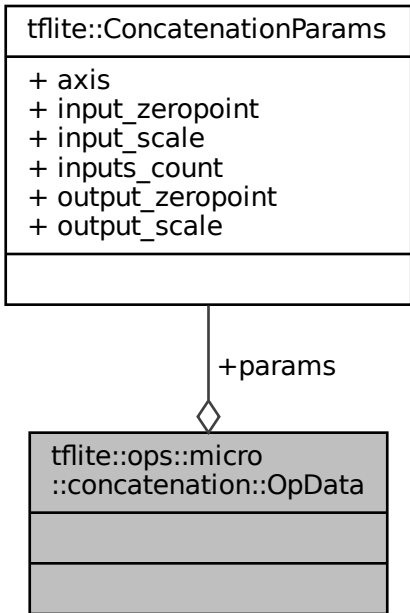 tflite::ConcatenationParams
+ axis
+ input_zeropoint
+ input_scale
+ inputs_count
+ output_zeropoint
+ output_scale
+params
tflite::ops::micro
::concatenation::OpData